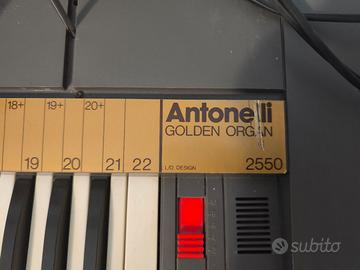 18+ 19+ 20+
Antonelli
GOLDEN ORGAN
19 20 21 22
I/D DESIGN
2550
subito